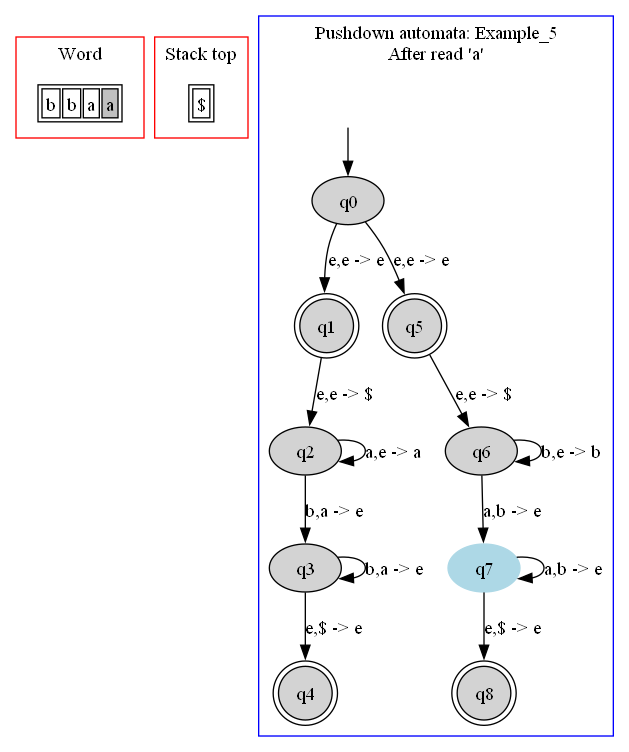 Word
b b a a
Stack top
$
Pushdown automata: Example_5
After read 'a'
q0
e,e -> e
e,e -> e
q1
q5
e,e -> $
e,e -> $
q2
a,e -> a
q6
b,e -> b
b,a -> e
a,b -> e
q3
b,a -> e
q7
a,b -> e
e,$ -> e
e,$ -> e
q4
q8